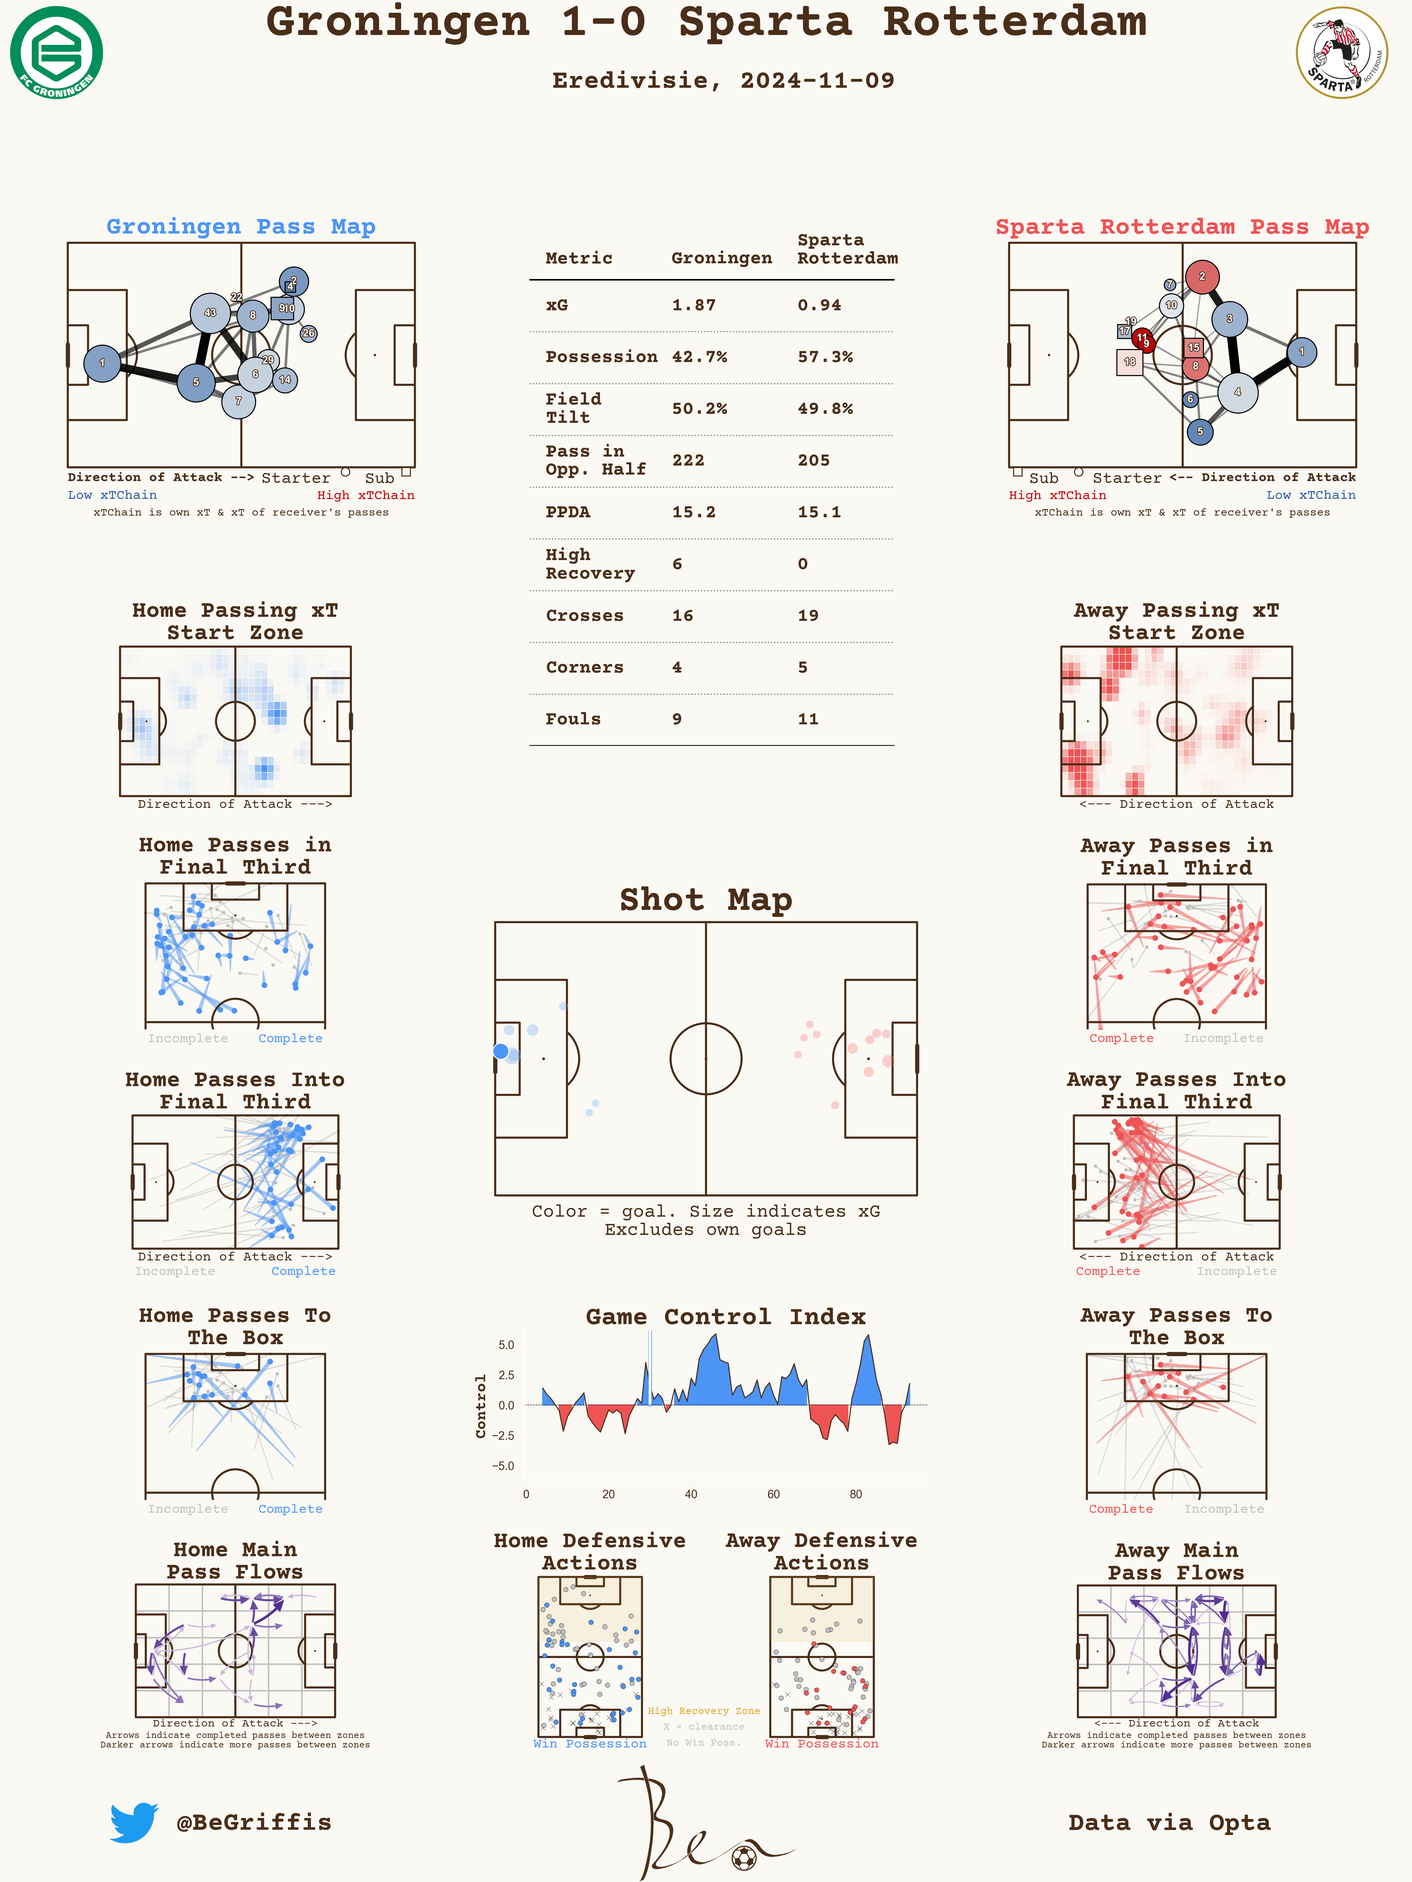 Groningen 1-0 Sparta Rotterdam
Eredivisie, 2024-11-09
FC GRONINGEN
SPARTA
ROTTERDAM
Groningen Pass Map
1
43
5
22
8
2
4
9
10
26
29
6
14
7
Direction of Attack --> Starter Sub
Low xTChain High xTChain
xTChain is own xT & xT of receiver's passes
Metric Groningen Sparta Rotterdam
xG 1.87 0.94
Possession 42.7% 57.3%
Field Tilt 50.2% 49.8%
Pass in Opp. Half 222 205
PPDA 15.2 15.1
High Recovery 6 0
Crosses 16 19
Corners 4 5
Fouls 9 11
Sparta Rotterdam Pass Map
2
7
10
3
19
17
11
9
18
15
8
1
4
6
5
Sub Starter <-- Direction of Attack
High xTChain Low xTChain
xTChain is own xT & xT of receiver's passes
Home Passing xT
Start Zone
Direction of Attack --->
Away Passing xT
Start Zone
<--- Direction of Attack
Home Passes in
Final Third
Incomplete Complete
Away Passes in
Final Third
Complete Incomplete
Shot Map
Color = goal. Size indicates xG
Excludes own goals
Home Passes Into
Final Third
Direction of Attack --->
Incomplete Complete
Away Passes Into
Final Third
<--- Direction of Attack
Complete Incomplete
Home Passes To
The Box
Incomplete Complete
Game Control Index
Control
5.0
2.5
0.0
−2.5
−5.0
0 20 40 60 80
Away Passes To
The Box
Complete Incomplete
Home Main
Pass Flows
Direction of Attack --->
Arrows indicate completed passes between zones
Darker arrows indicate more passes between zones
Home Defensive
Actions
Win Possession
High Recovery Zone
X = clearance
No Win Poss.
Away Defensive
Actions
Win Possession
Away Main
Pass Flows
<--- Direction of Attack
Arrows indicate completed passes between zones
Darker arrows indicate more passes between zones
@BeGriffis
Ben
Data via Opta